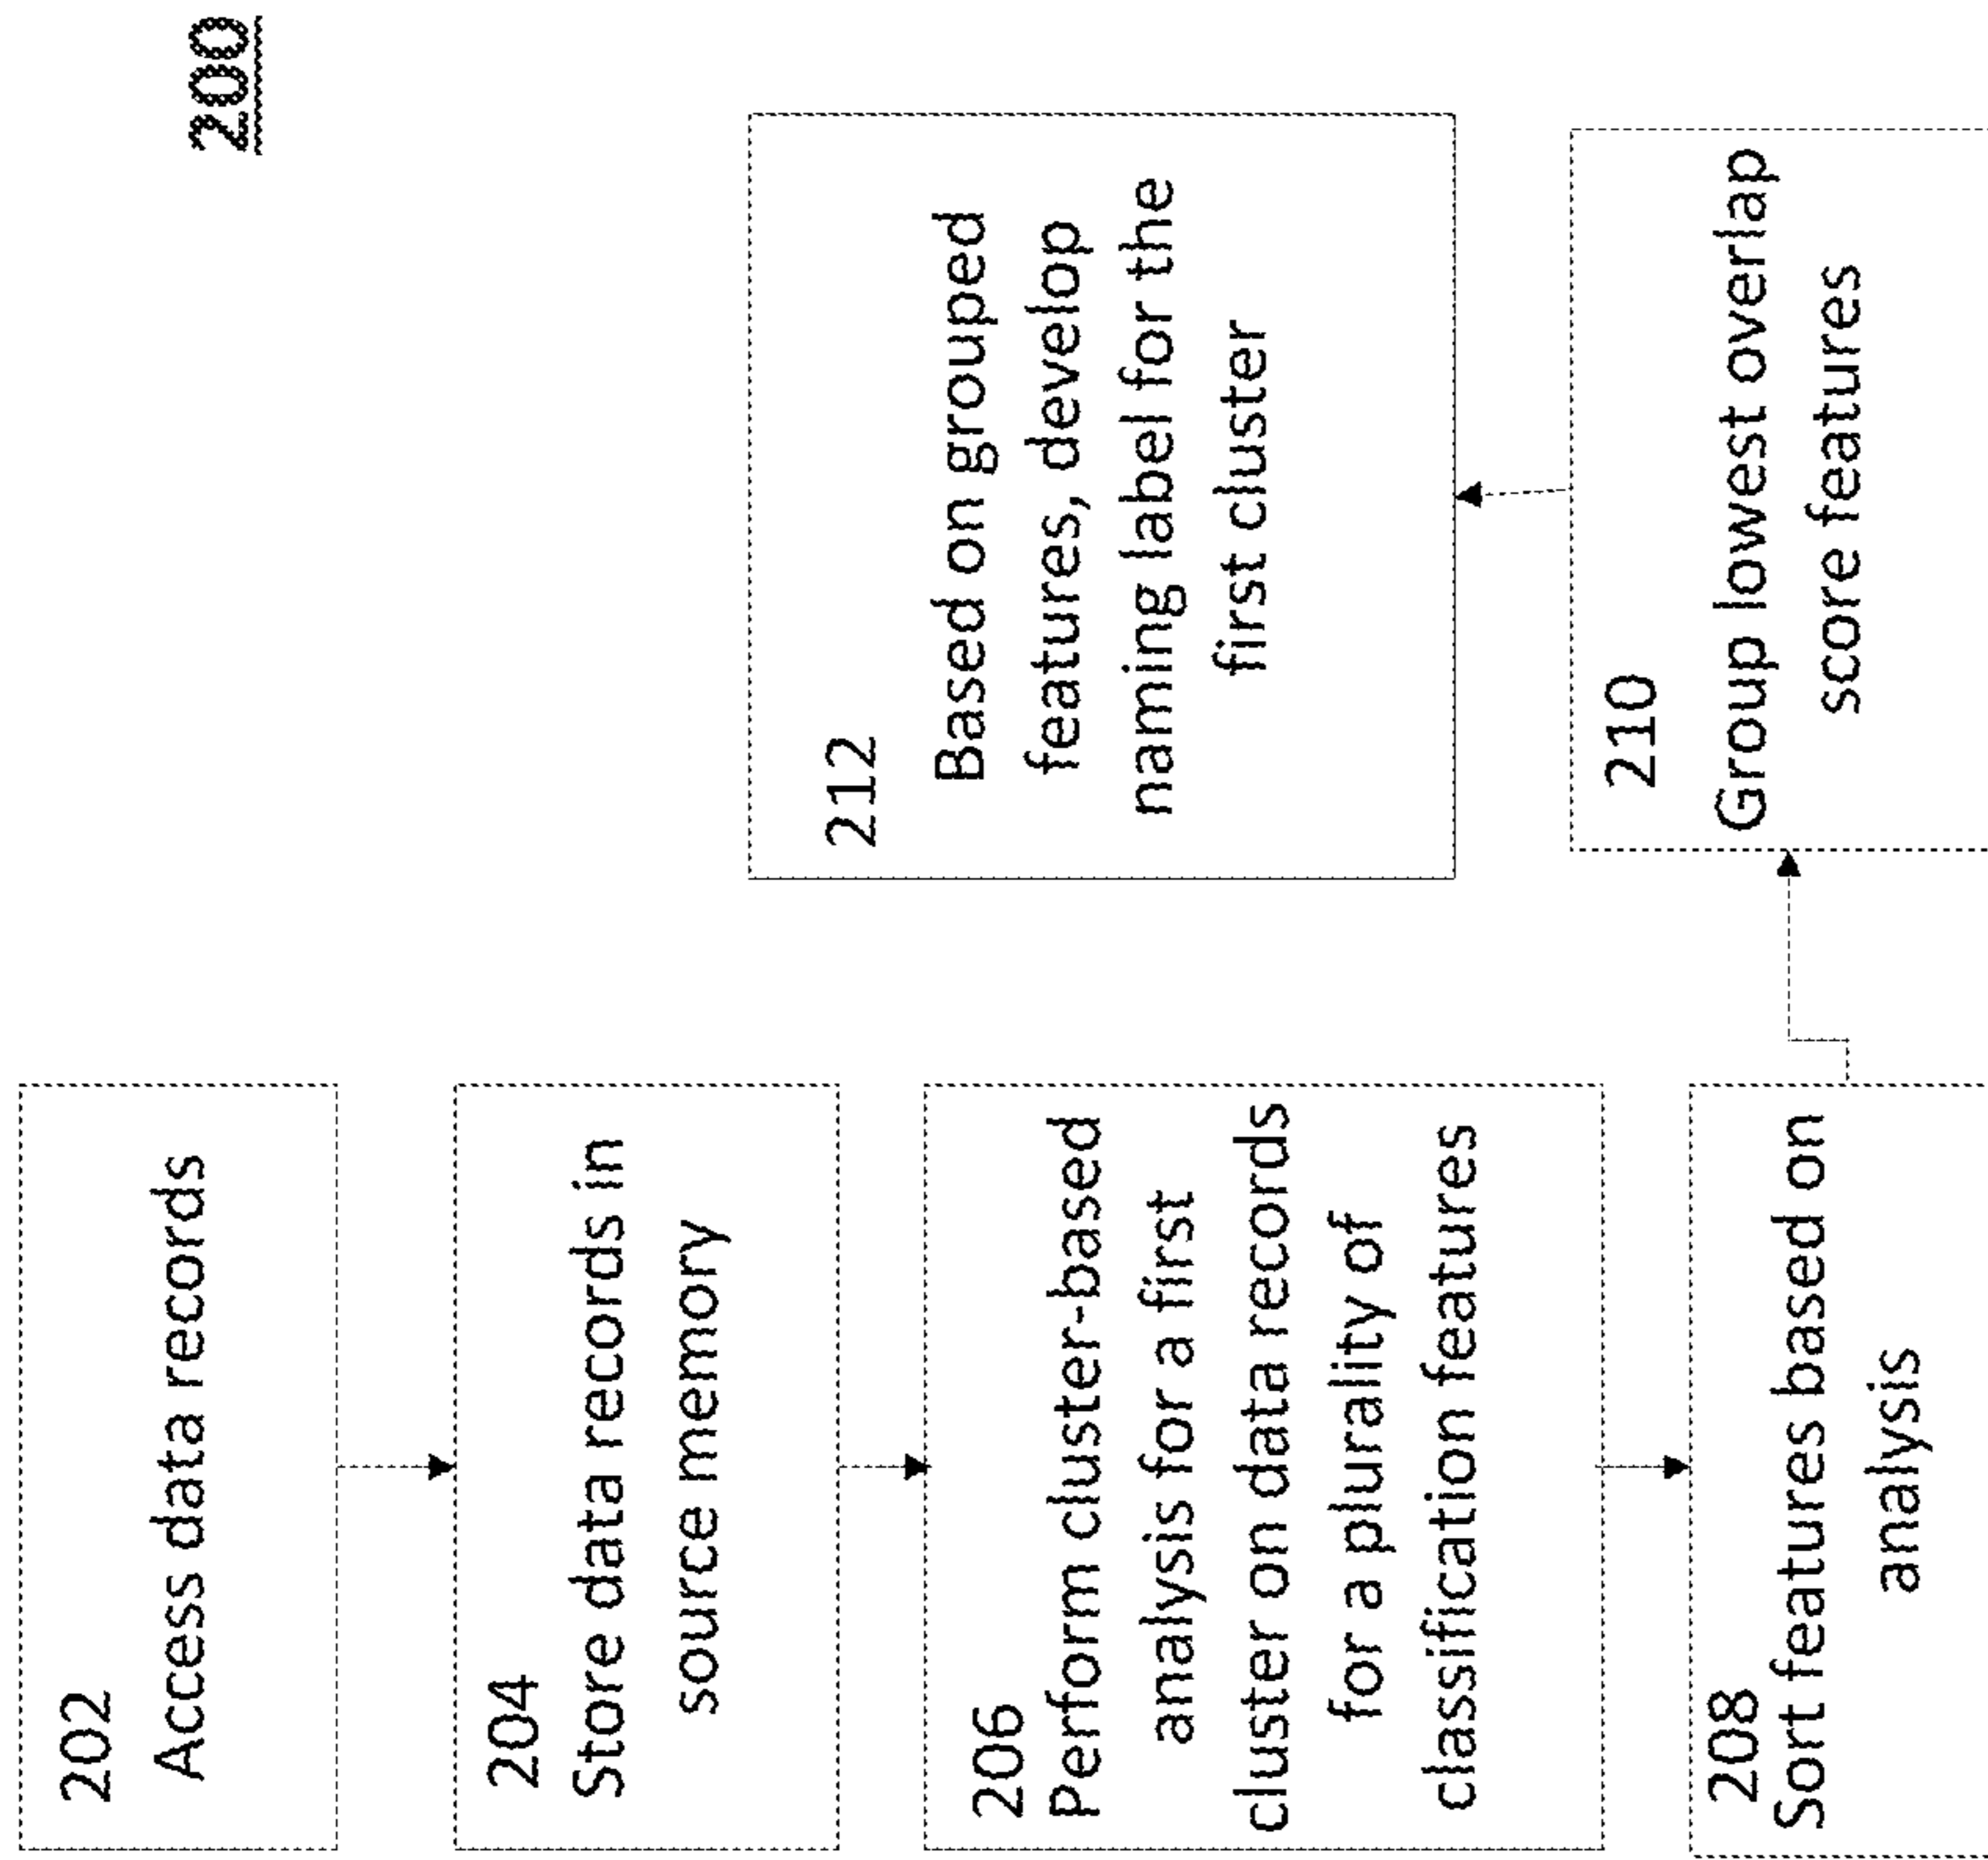 200
202
Access data records
204
Store data records in
source memory
206
Perform cluster-based
analysis for a first
cluster on data records
for a plurality of
classification features
208
Sort features based on
analysis
210
Group lowest overlap
score features
212
Based on grouped
features, develop
naming label for the
first cluster